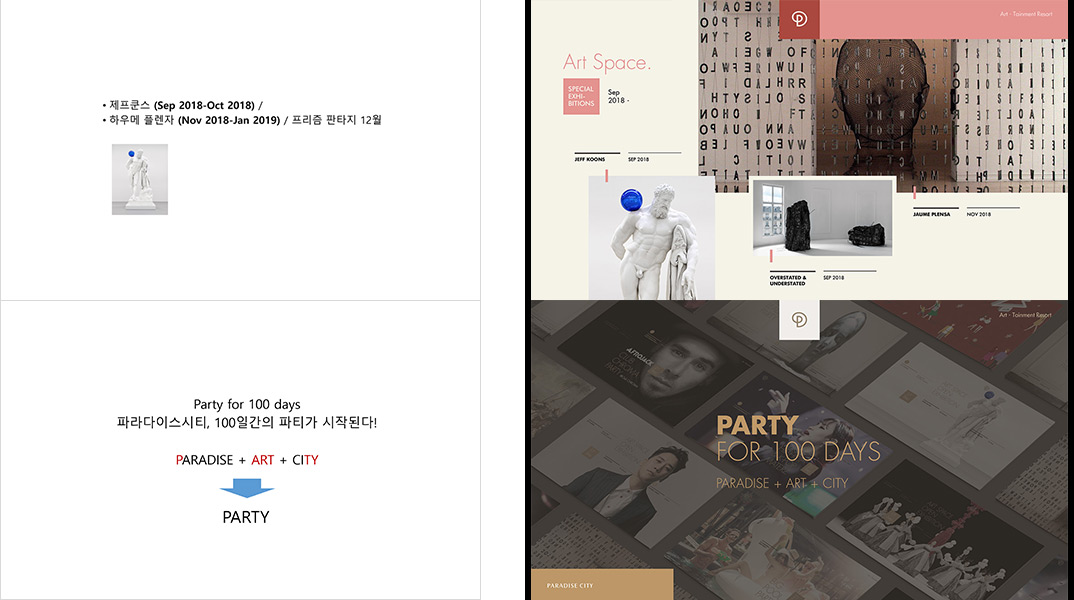 • 제프쿤스 (Sep 2018-Oct 2018) /
• 하우메 플렌자 (Nov 2018-Jan 2019) / 프리즘 판타지 12월
Party for 100 days
파라다이스시티, 100일간의 파티가 시작된다!
PARADISE + ART + CITY
PARTY
Art - Tainment Resort
Art Space.
SPECIAL
EXHI-
BITIONS
Sep
2018 -
JEFF KOONS
SEP 2018
JAUME PLENSA
NOV 2018
OVERSTATED &
UNDERSTATED
SEP 2018
Art - Tainment Resort
PARTY
FOR 100 DAYS
PARADISE + ART + CITY
PARADISE CITY